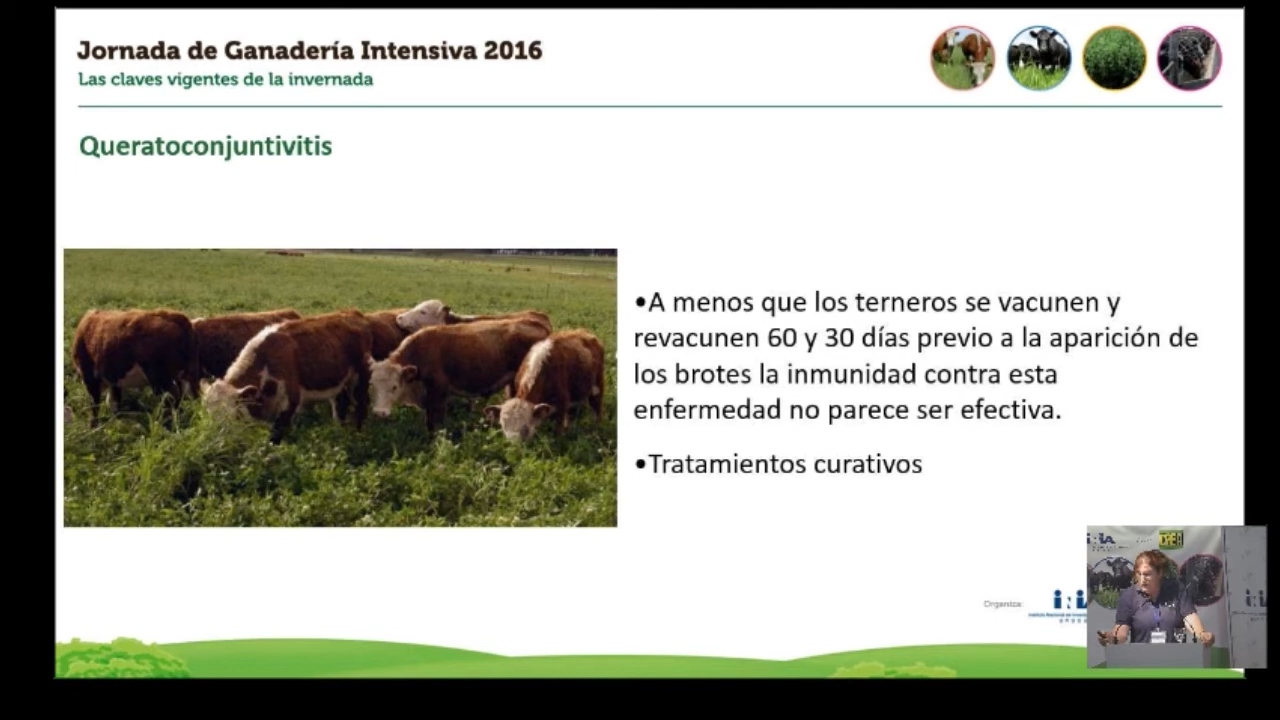 Jornada de Ganadería Intensiva 2016
Las claves vigentes de la invernada
Queratoconjuntivitis
•A menos que los terneros se vacunen y
revacunen 60 y 30 días previo a la aparición de
los brotes la inmunidad contra esta
enfermedad no parece ser efectiva.
•Tratamientos curativos
Organiza: